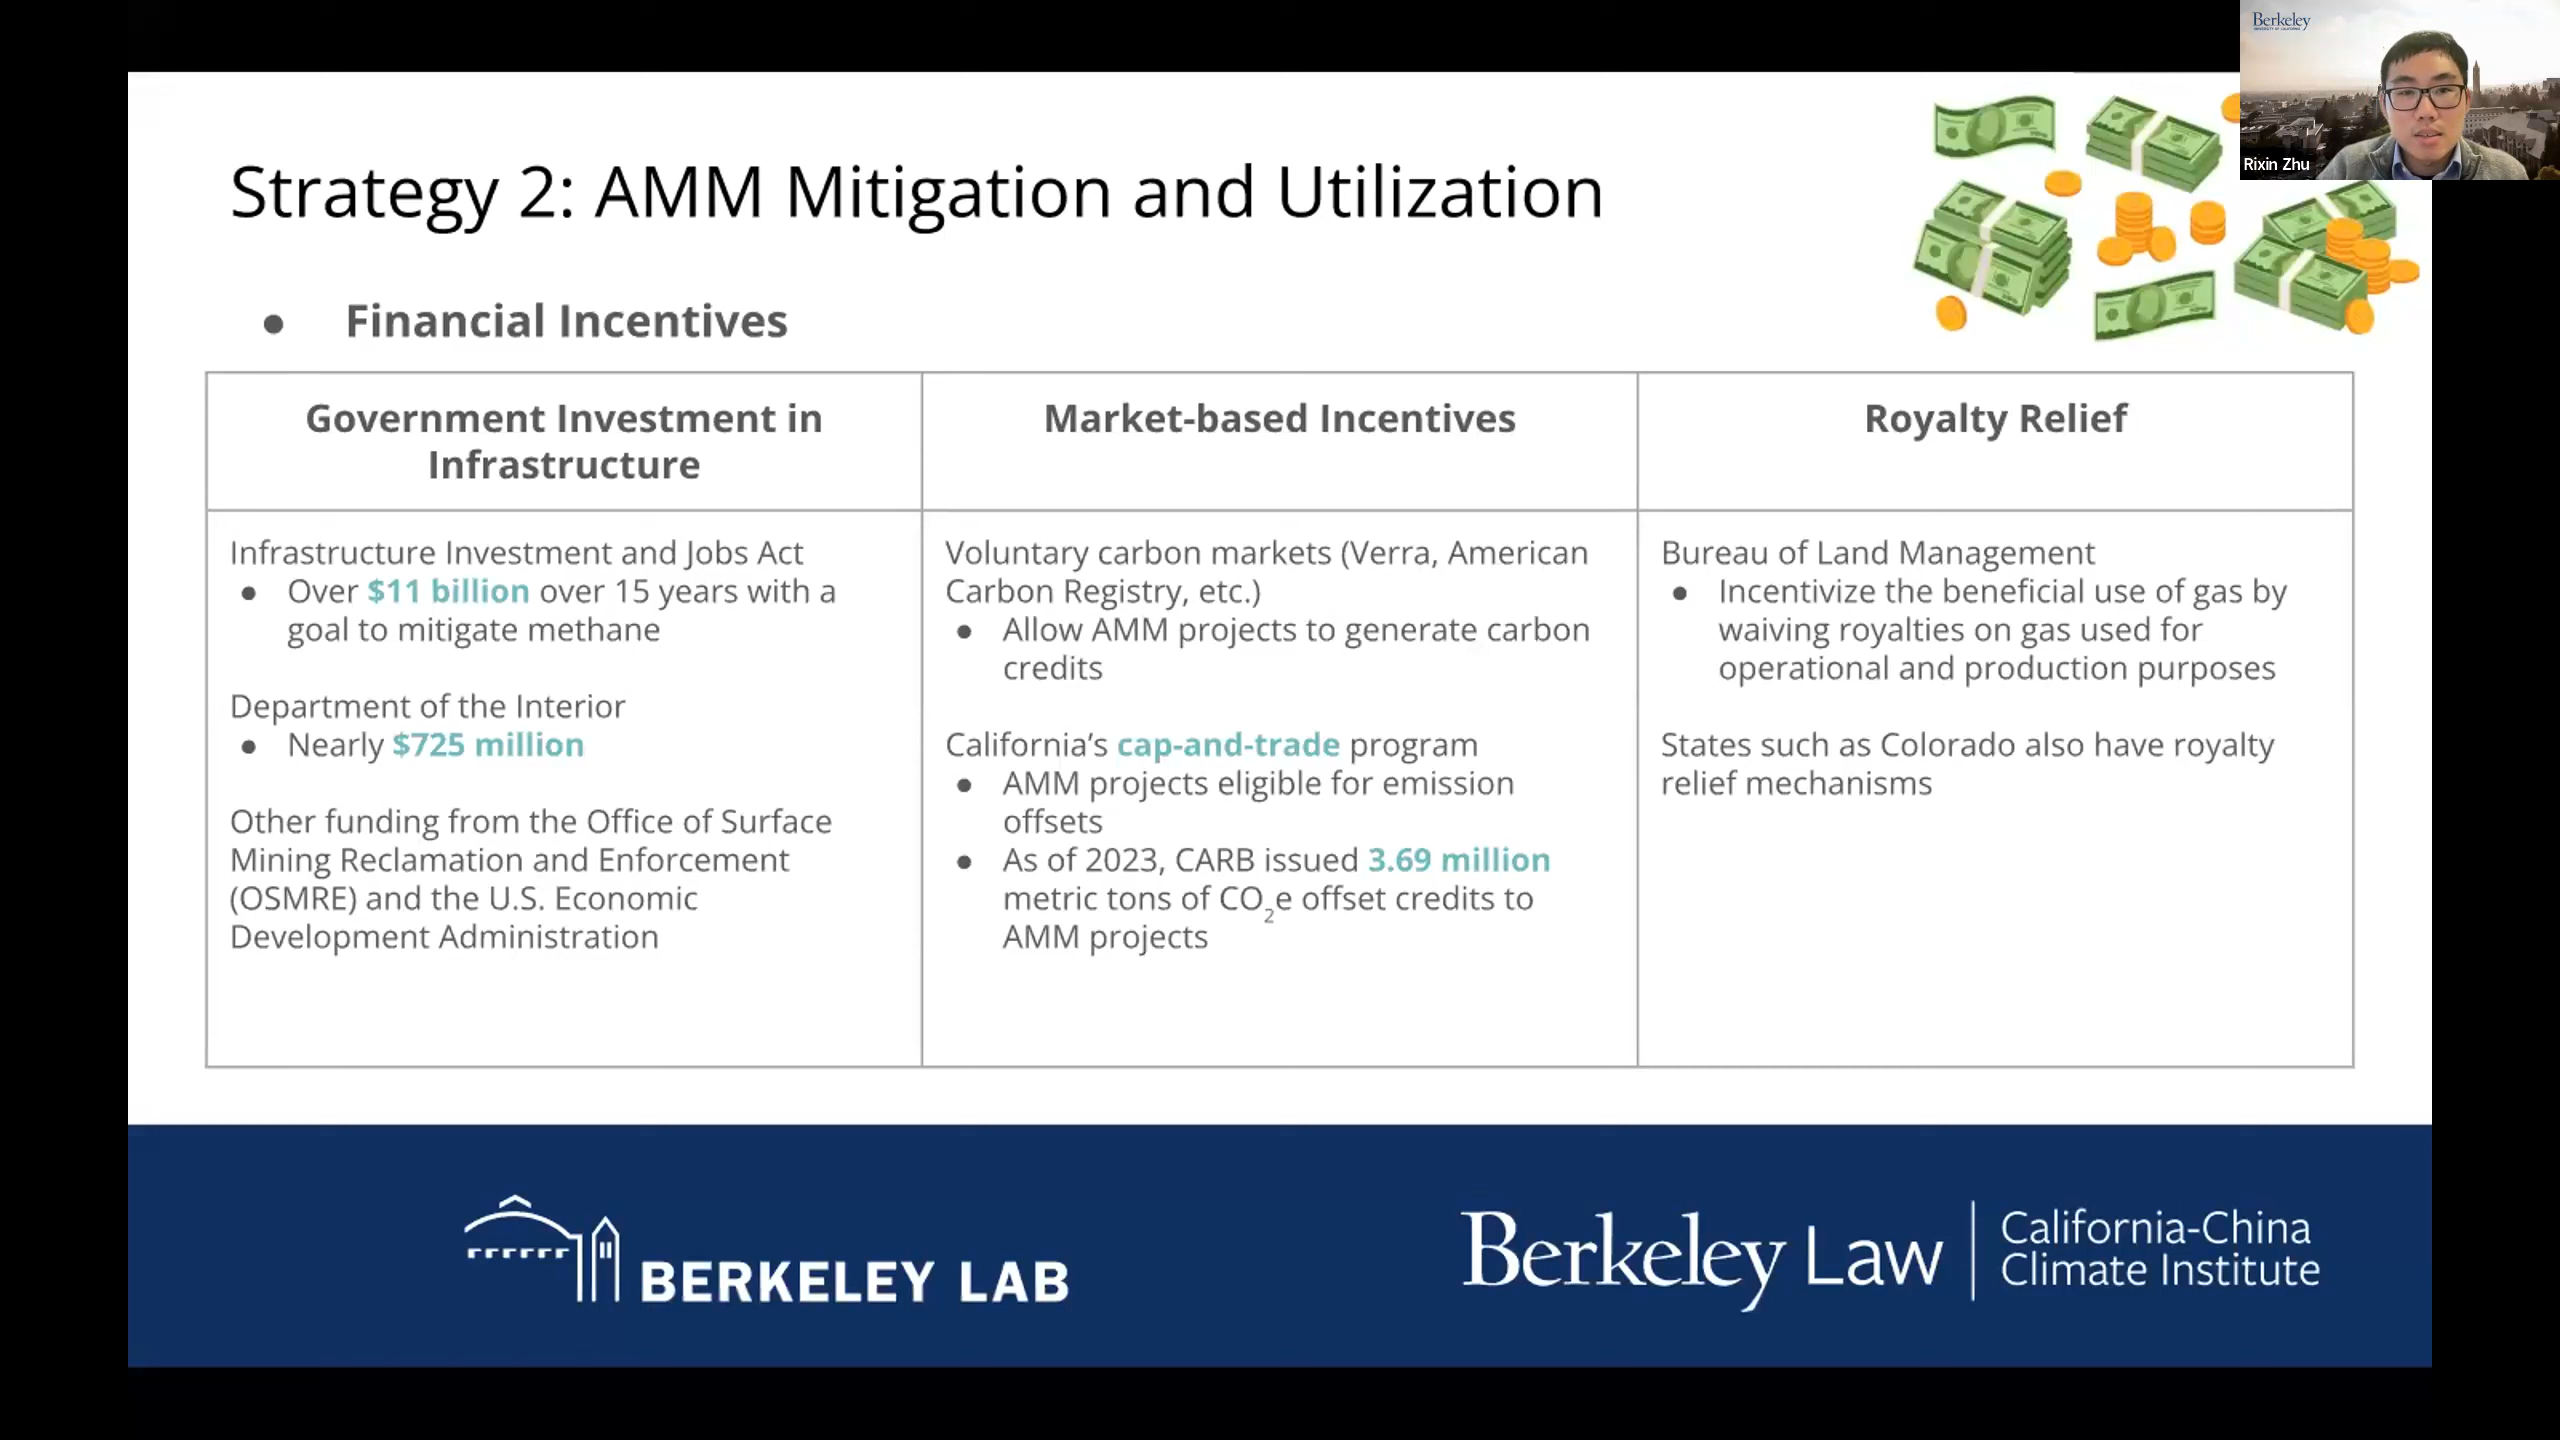 Berkeley
Rixin Zhu
Strategy 2: AMM Mitigation and Utilization
● Financial Incentives
Government Investment in
Infrastructure
Infrastructure Investment and Jobs Act
● Over $11 billion over 15 years with a
goal to mitigate methane
Department of the Interior
● Nearly $725 million
Other funding from the Office of Surface
Mining Reclamation and Enforcement
(OSMRE) and the U.S. Economic
Development Administration
Market-based Incentives
Voluntary carbon markets (Verra, American
Carbon Registry, etc.)
● Allow AMM projects to generate carbon
credits
California’s cap-and-trade program
● AMM projects eligible for emission
offsets
● As of 2023, CARB issued 3.69 million
metric tons of CO₂e offset credits to
AMM projects
Royalty Relief
Bureau of Land Management
● Incentivize the beneficial use of gas by
waiving royalties on gas used for
operational and production purposes
States such as Colorado also have royalty
relief mechanisms
BERKELEY LAB
Berkeley Law
California-China
Climate Institute